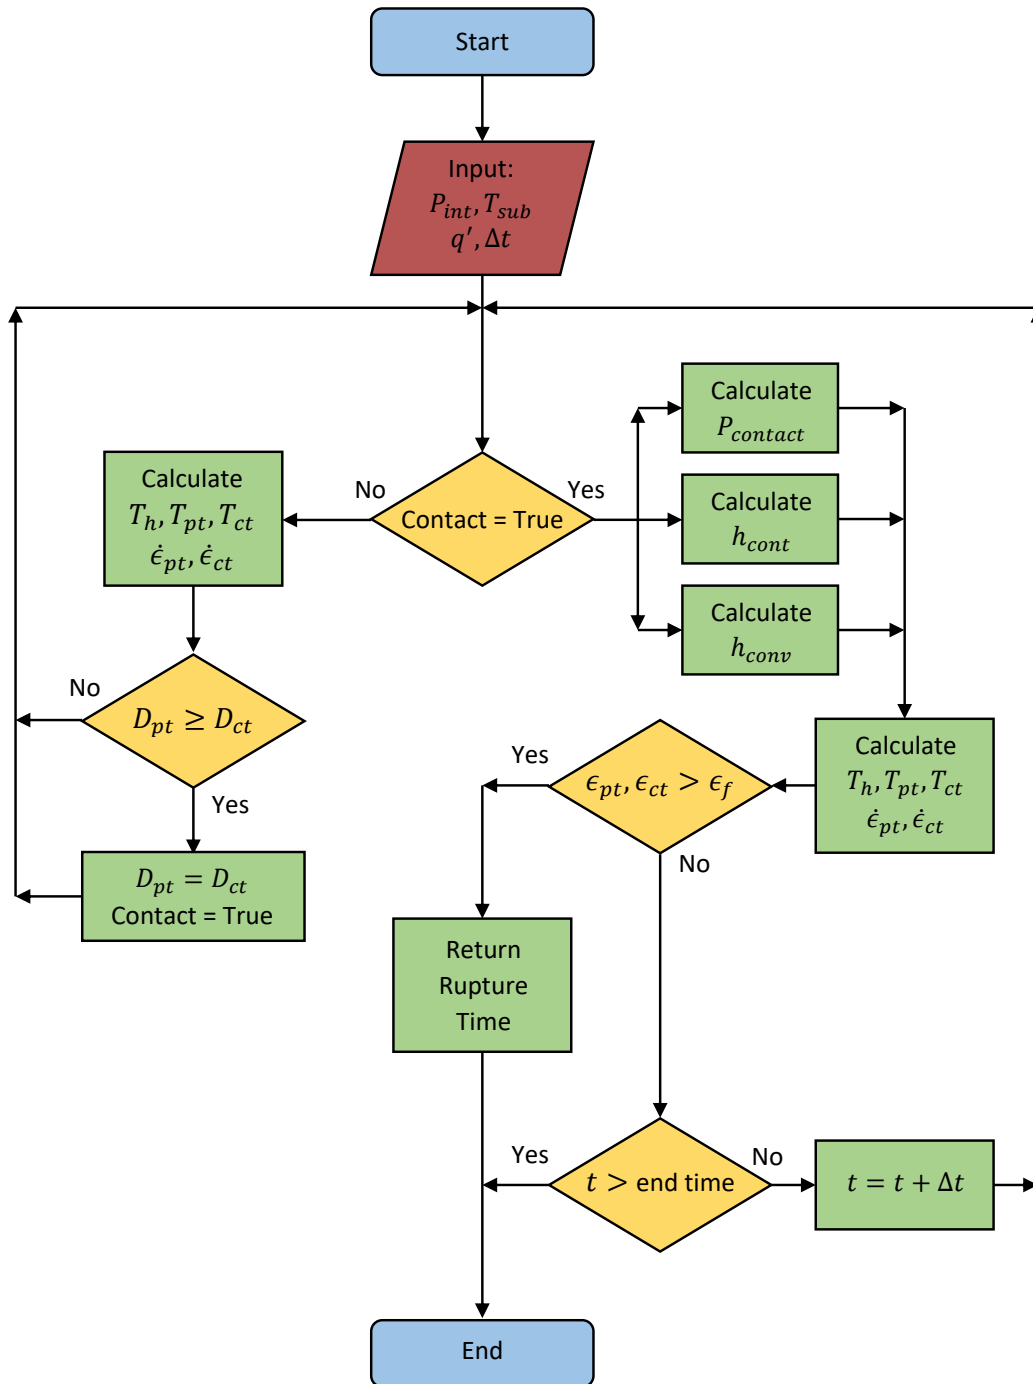 Start
Input:
P_int, T_sub
q′, Δt
Calculate
P_contact
Calculate
T_h, T_pt, T_ct
ϵ̇_pt, ϵ̇_ct
No
Contact = True
Yes
Calculate
h_cont
Calculate
h_conv
No
D_pt ≥ D_ct
Yes
Yes
ϵ_pt, ϵ_ct > ϵ_f
No
Calculate
T_h, T_pt, T_ct
ϵ̇_pt, ϵ̇_ct
D_pt = D_ct
Contact = True
Return
Rupture
Time
Yes
t > end time
No
t = t + Δt
End